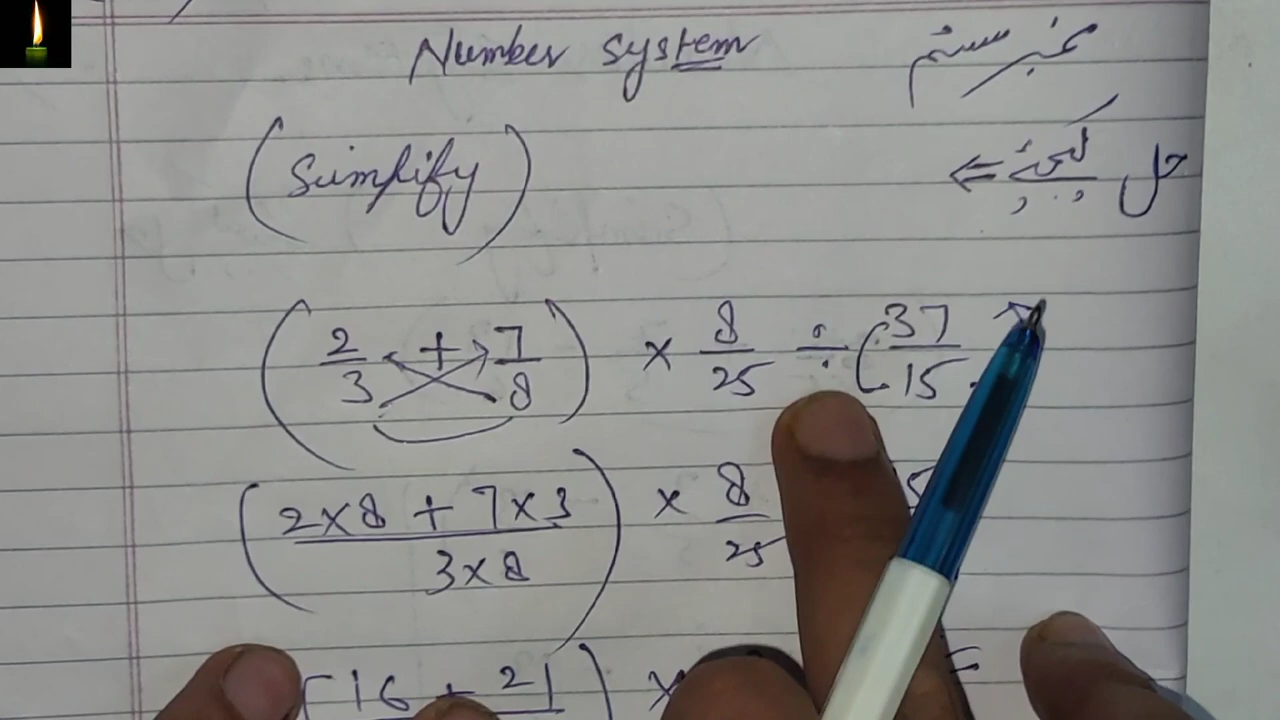 Number system نمبر سسٹم
(Simplify) حل کیجئے ⇐
(2/3 + 7/8) × 8/25 ÷ (37/15
(2×8 + 7×3 / 3×8) × 8/25
16 + 21 ) × =